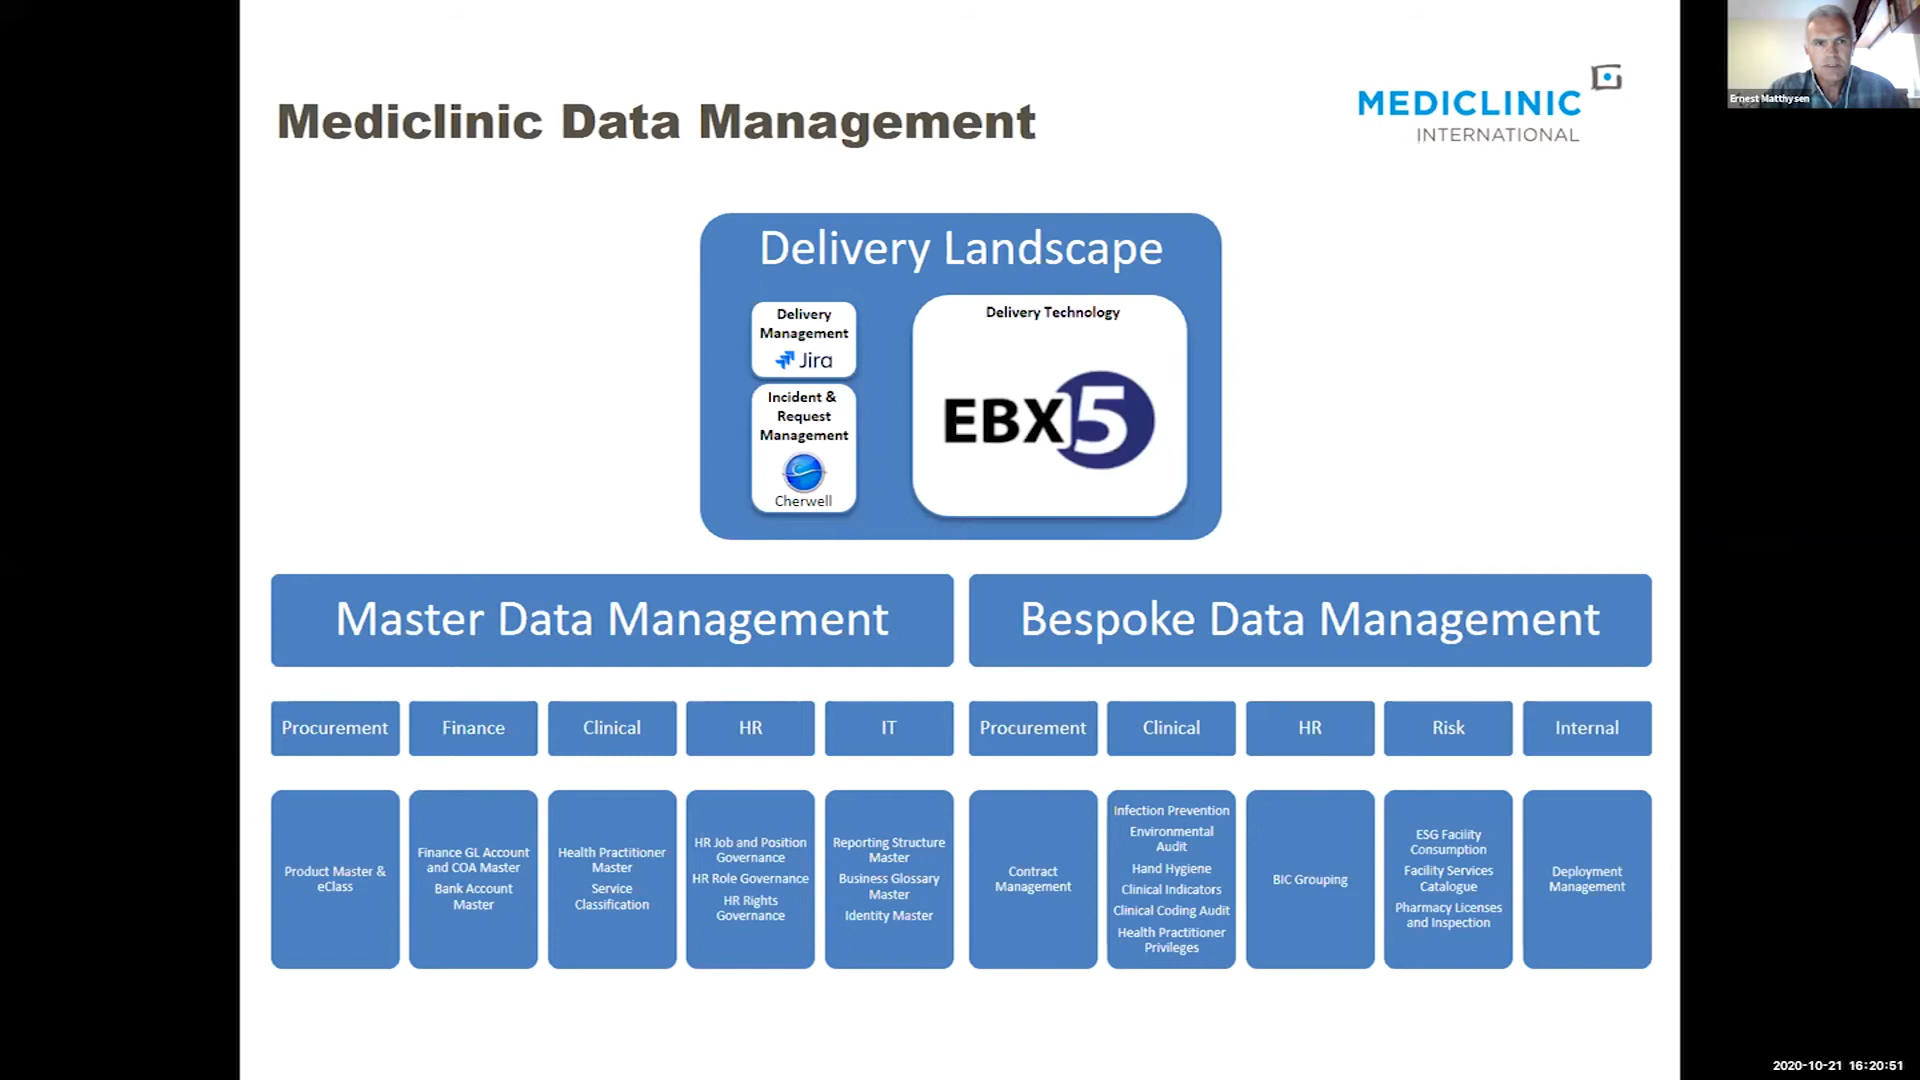 Mediclinic Data Management
MEDICLINIC
INTERNATIONAL
Ernest Matthysen
Delivery Landscape
Delivery
Management
Jira
Incident &
Request
Management
Cherwell
Delivery Technology
EBX5
Master Data Management
Bespoke Data Management
Procurement
Finance
Clinical
HR
IT
Procurement
Clinical
HR
Risk
Internal
Product Master &
eClass
Finance GL Account
and COA Master
Bank Account
Master
Health Practitioner
Master
Service
Classification
HR Job and Position
Governance
HR Role Governance
HR Rights
Governance
Reporting Structure
Master
Business Glossary
Master
Identity Master
Contract
Management
Infection Prevention
Environmental
Audit
Hand Hygiene
Clinical Indicators
Clinical Coding Audit
Health Practitioner
Privileges
BIC Grouping
ESG Facility
Consumption
Facility Services
Catalogue
Pharmacy Licenses
and Inspection
Deployment
Management
2020-10-21 16:20:51